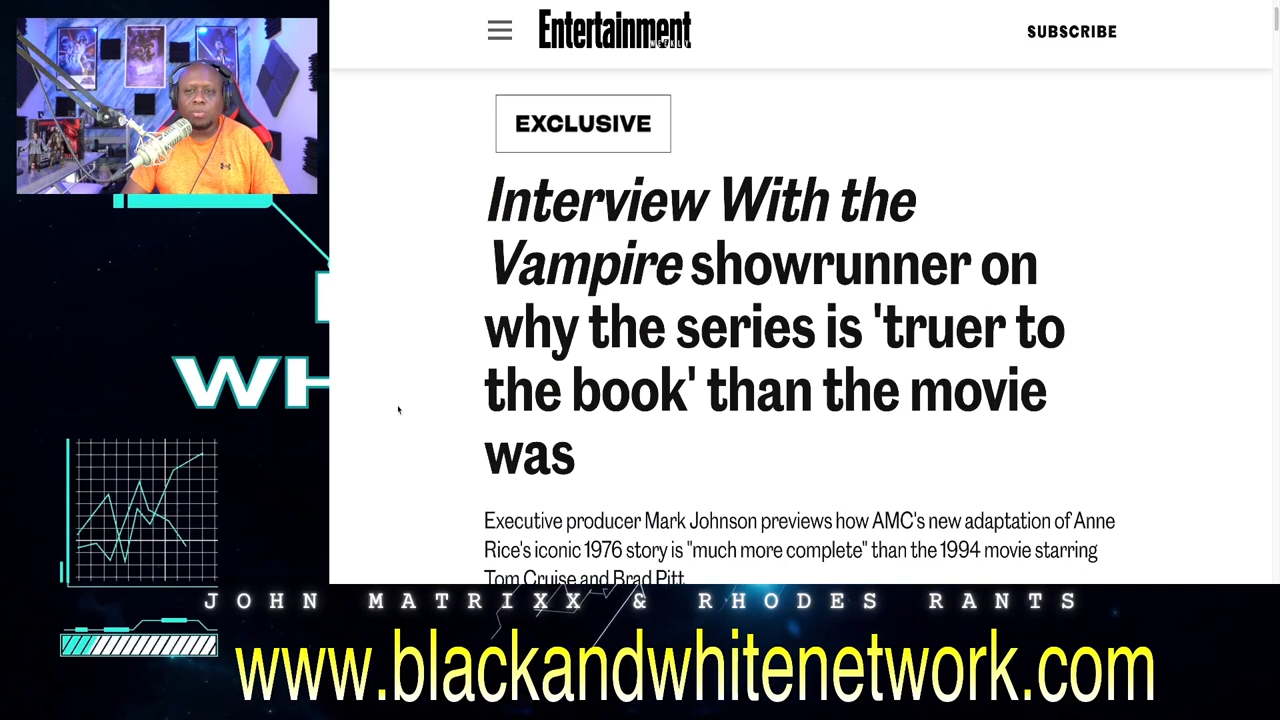 Entertainment
WEEKLY
SUBSCRIBE
EXCLUSIVE
Interview With the
Vampire showrunner on
why the series is 'truer to
the book' than the movie
was
Executive producer Mark Johnson previews how AMC's new adaptation of Anne
Rice's iconic 1976 story is "much more complete" than the 1994 movie starring
Tom Cruise and Brad Pitt
WH
JOHN MATRIXX & RHODES RANTS
www.blackandwhitenetwork.com